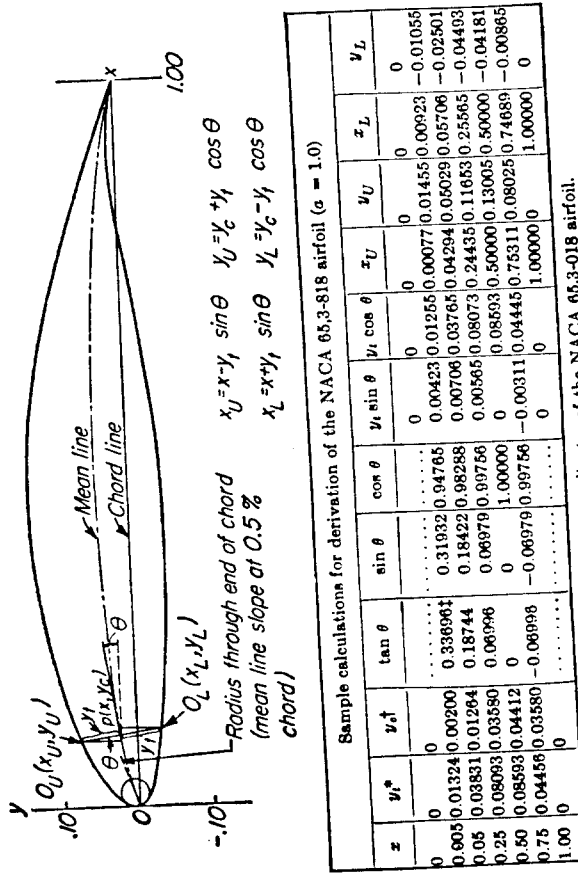 y
.10
0
-.10
O_U (x_U, y_U)
θ
y_t
p(x, y_c)
θ
y_t
O_L (x_L, y_L)
Mean line
Chord line
x
1.00
Radius through end of chord
(mean line slope at 0.5 %
chord)
x_U = x-y_t sin θ y_U = y_c + y_t cos θ
x_L = x+y_t sin θ y_L = y_c - y_t cos θ
Sample calculations for derivation of the NACA 65,3-818 airfoil (a = 1.0)
x y_t* y_c† tan θ sin θ cos θ y_t sin θ y_t cos θ x_U y_U x_L y_L
0 0 0 ........ ........ ........ 0 0 0 0 0 0
0.005 0.01324 0.00200 0.33696‡ 0.31932 0.94765 0.00423 0.01255 0.00077 0.01455 0.00923 -0.01055
0.05 0.03831 0.01264 0.18744 0.18422 0.98288 0.00706 0.03765 0.04294 0.05029 0.05706 -0.02501
0.25 0.08093 0.03580 0.06996 0.06979 0.99756 0.00565 0.08073 0.24435 0.11653 0.25565 -0.04493
0.50 0.08593 0.04412 0 0 1.00000 0 0.08593 0.50000 0.13005 0.50000 -0.04181
0.75 0.04456 0.03580 -0.06996 -0.06979 0.99756 -0.00311 0.04445 0.75311 0.08025 0.74689 -0.00865
1.00 0 0 ........ ........ ........ 0 0 1.00000 0 1.00000 0
the NACA 65,3-018 airfoil.